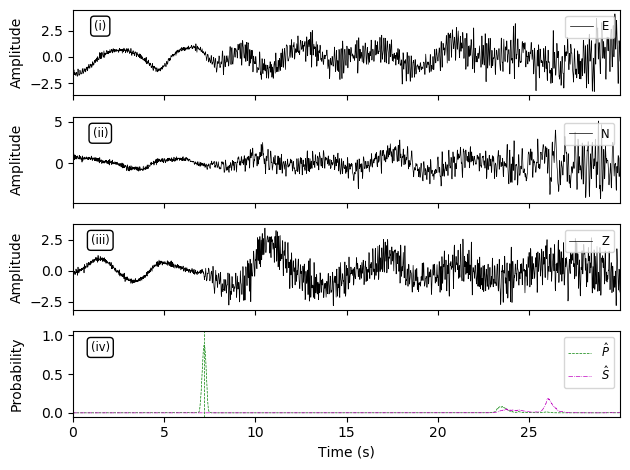 (i)
E
Amplitude
2.5
0.0
−2.5
(ii)
N
Amplitude
5
0
(iii)
Z
Amplitude
2.5
0.0
−2.5
(iv)
P̂
Ŝ
Probability
1.0
0.5
0.0
0 5 10 15 20 25
Time (s)